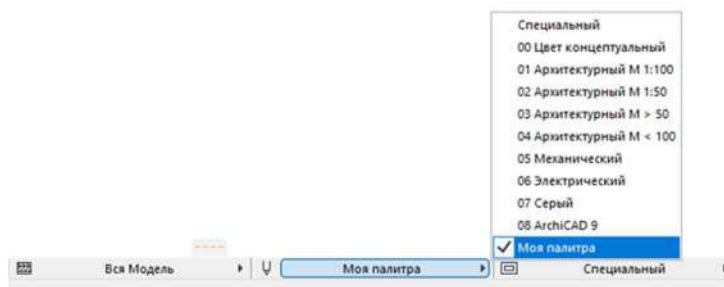 Специальный
00 Цвет концептуальный
01 Архитектурный М 1:100
02 Архитектурный М 1:50
03 Архитектурный М > 50
04 Архитектурный М < 100
05 Механический
06 Электрический
07 Серый
08 ArchiCAD 9
Моя палитра
Вся Модель Моя палитра Специальный